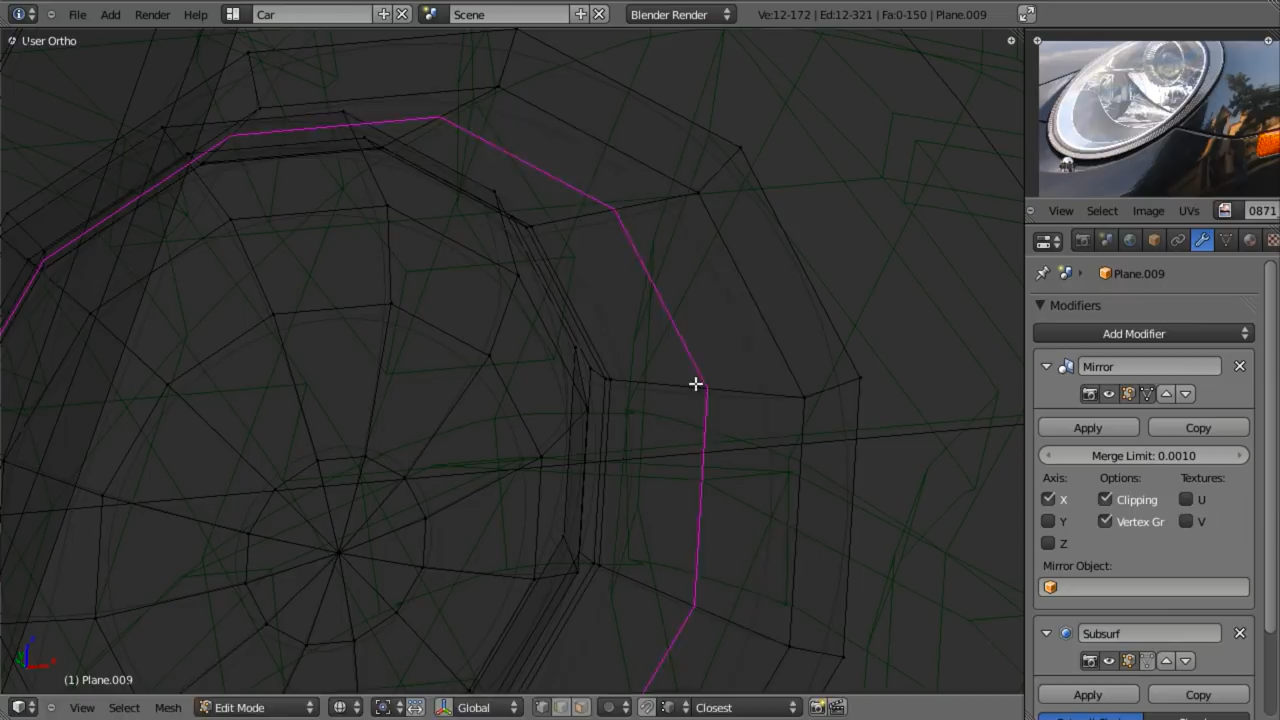 File Add Render Help Car Scene Blender Render Ve:12-172 | Ed:12-321 | Fa:0-150 | Plane.009
User Ortho
View Select Image UVs 0871
Plane.009
Modifiers
Add Modifier
Mirror
Apply Copy
Merge Limit: 0.0010
Axis: Options: Textures:
X Clipping U
Y Vertex Gr V
Z
Mirror Object:
Subsurf
(1) Plane.009
Apply Copy
View Select Mesh Edit Mode Global Closest